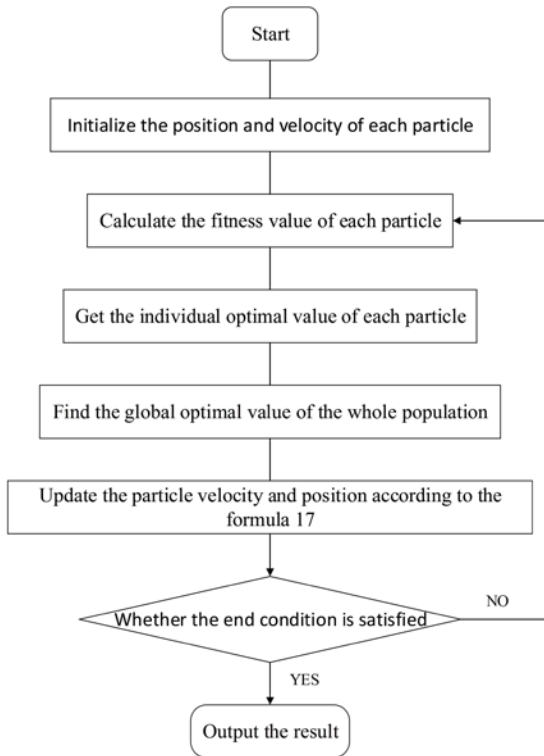 Start
Initialize the position and velocity of each particle
Calculate the fitness value of each particle
Get the individual optimal value of each particle
Find the global optimal value of the whole population
Update the particle velocity and position according to the
formula 17
Whether the end condition is satisfied
NO
YES
Output the result